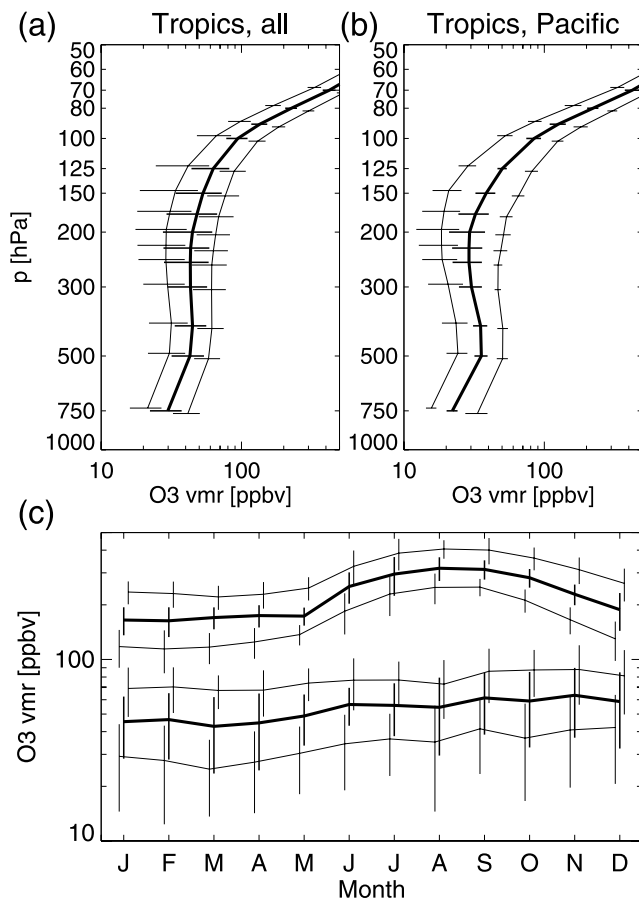 (a) Tropics, all (b) Tropics, Pacific
50 50
60 60
70 70
80 80
100 100
125 125
150 150
200 200
p [hPa]
300 300
500 500
750 750
1000 1000
10 100 10 100
O3 vmr [ppbv] O3 vmr [ppbv]
(c)
O3 vmr [ppbv]
100
10
J F M A M J J A S O N D
Month